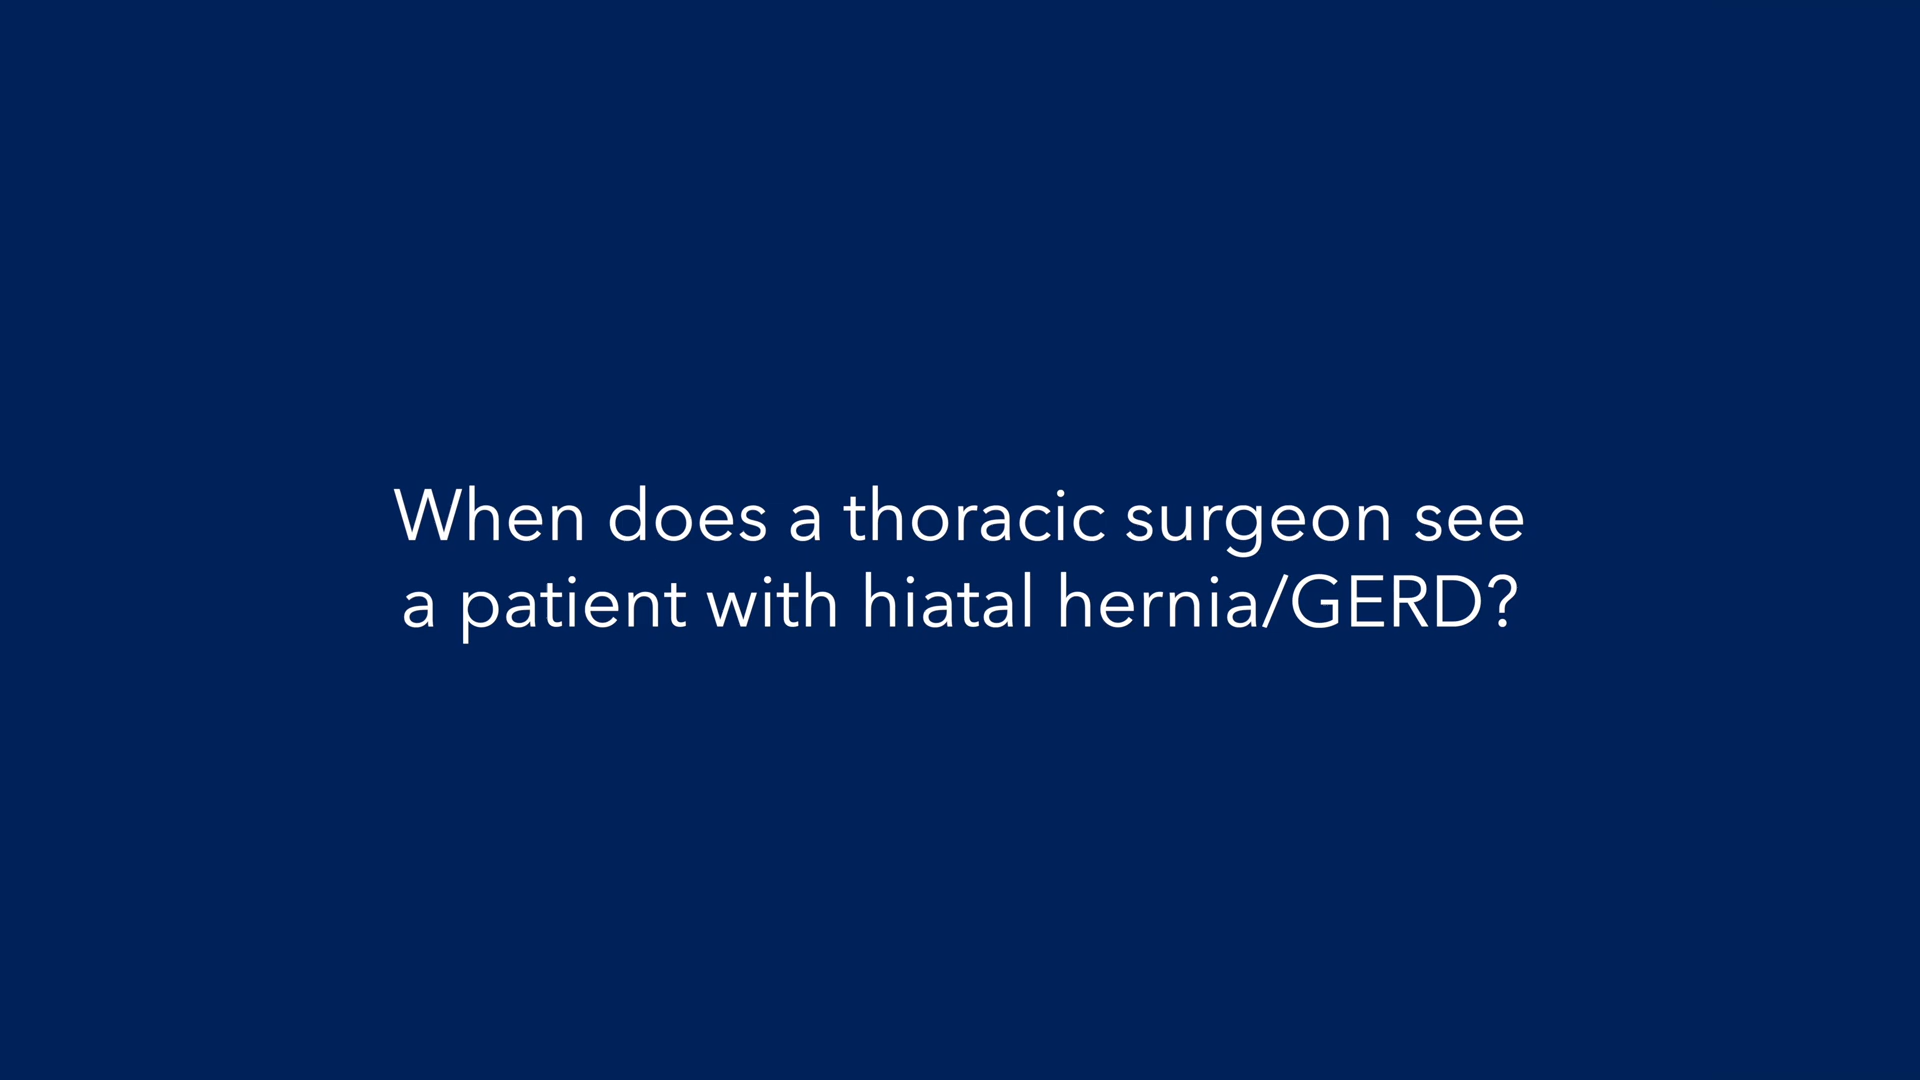 When does a thoracic surgeon see
a patient with hiatal hernia/GERD?